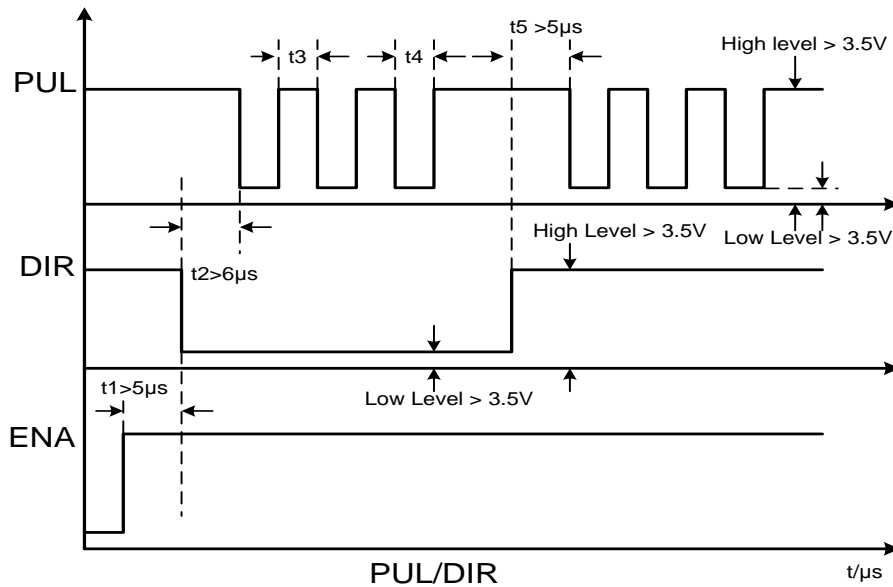 t5 >5µs
t3
t4
High level > 3.5V
PUL
Low Level > 3.5V
High Level > 3.5V
DIR
t2>6µs
t1>5µs
Low Level > 3.5V
ENA
PUL/DIR
t/µs